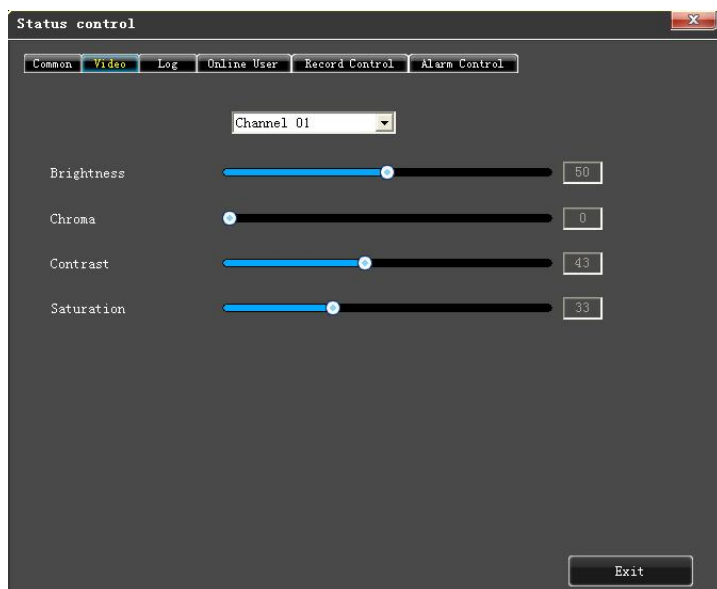 Status control
Common Video Log Online User Record Control Alarm Control
Channel 01
Brightness 50
Chroma 0
Contrast 43
Saturation 33
Exit